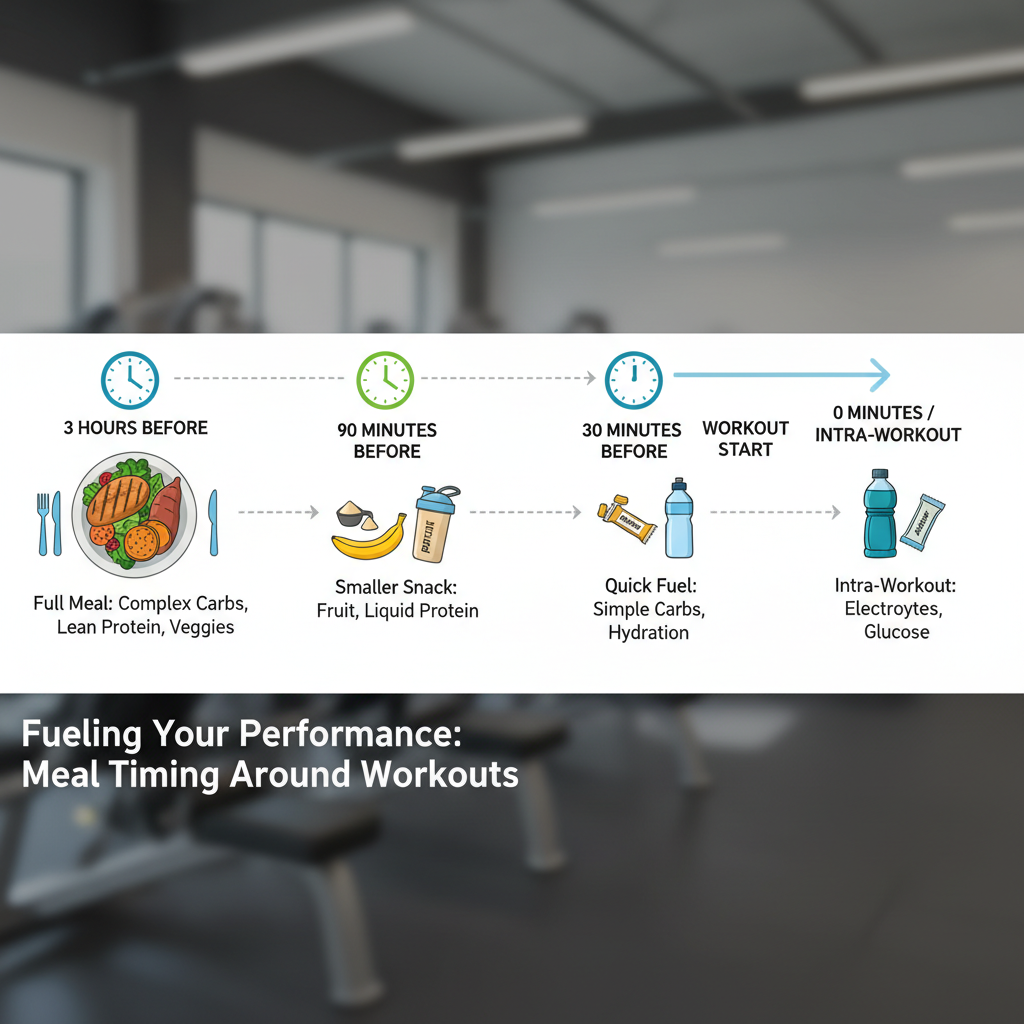 3 HOURS BEFORE
90 MINUTES
BEFORE
30 MINUTES
BEFORE
WORKOUT
START
0 MINUTES /
INTRA-WORKOUT
Full Meal: Complex Carbs,
Lean Protein, Veggies
Smaller Snack:
Fruit, Liquid Protein
Quick Fuel:
Simple Carbs,
Hydration
Intra-Workout:
Electroytes,
Glucose
Fueling Your Performance:
Meal Timing Around Workouts